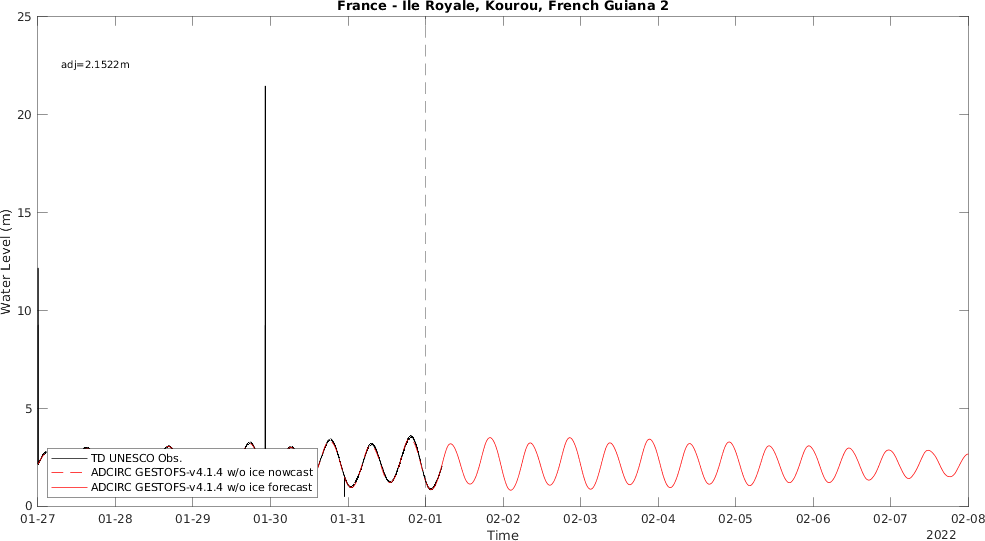 France - Ile Royale, Kourou, French Guiana 2
25
adj=2.1522m
20
15
Water Level (m)
10
5
TD UNESCO Obs.
ADCIRC GESTOFS-v4.1.4 w/o ice nowcast
ADCIRC GESTOFS-v4.1.4 w/o ice forecast
0
01-27 01-28 01-29 01-30 01-31 02-01 02-02 02-03 02-04 02-05 02-06 02-07 02-08
Time
2022